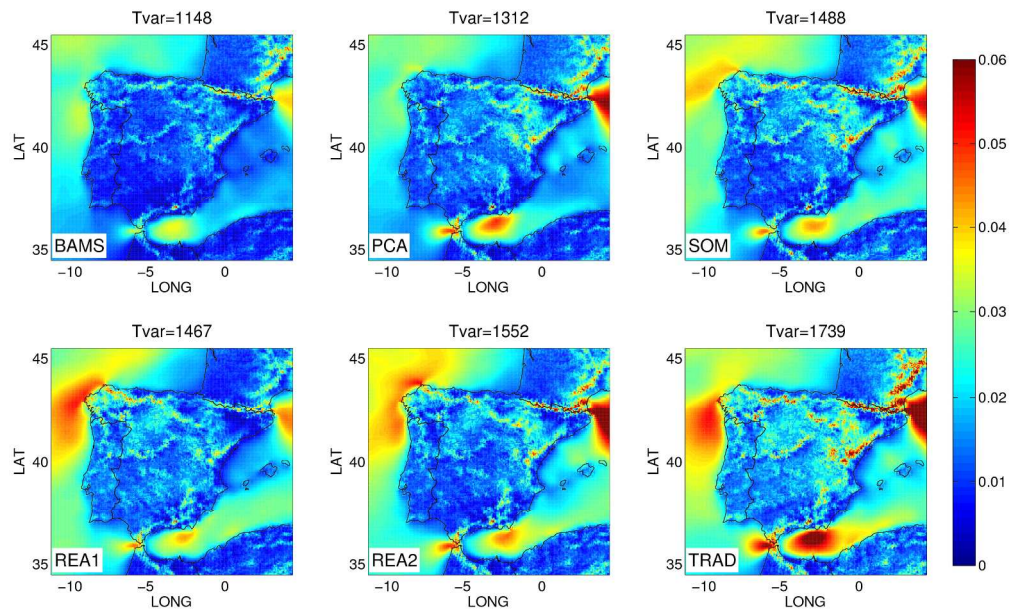 Tvar=1148
Tvar=1312
Tvar=1488
45
40
35
LAT
BAMS
−10
−5
0
LONG
45
40
35
LAT
PCA
−10
−5
0
LONG
45
40
35
LAT
SOM
−10
−5
0
LONG
Tvar=1467
Tvar=1552
Tvar=1739
45
40
35
LAT
REA1
−10
−5
0
LONG
45
40
35
LAT
REA2
−10
−5
0
LONG
45
40
35
LAT
TRAD
−10
−5
0
LONG
0.06
0.05
0.04
0.03
0.02
0.01
0